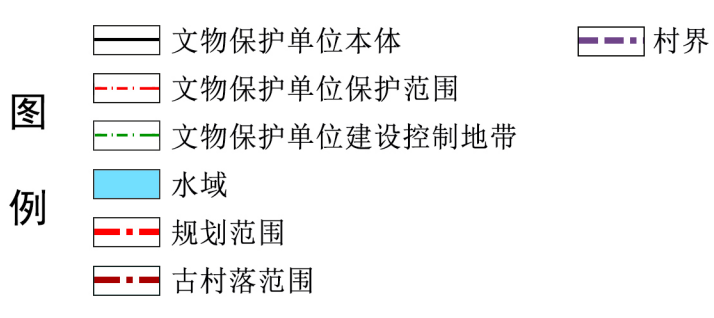 图例
文物保护单位本体
文物保护单位保护范围
文物保护单位建设控制地带
水域
规划范围
古村落范围
村界